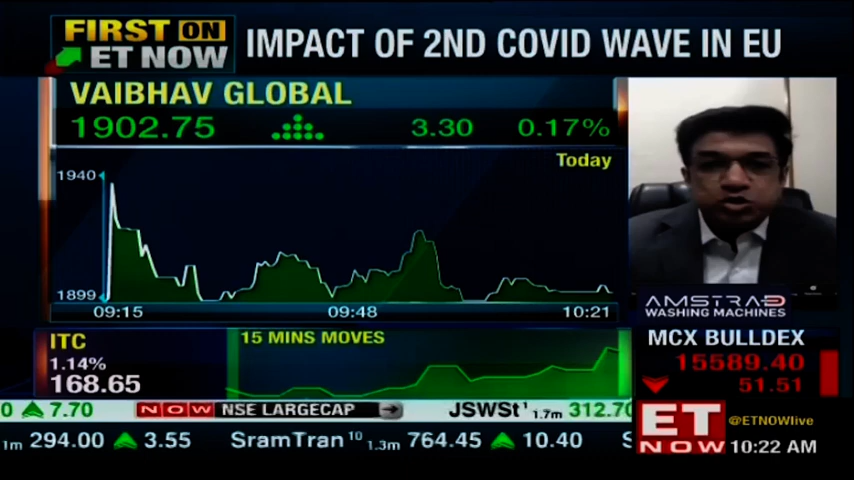 FIRST ON
ET NOW
IMPACT OF 2ND COVID WAVE IN EU
VAIBHAV GLOBAL
1902.75 3.30 0.17%
Today
1940
1899
09:15 09:48 10:21
AMSTRAD
WASHING MACHINES
ITC
1.14%
168.65
15 MINS MOVES
MCX BULLDEX
15589.40
51.51
0 7.70 NOW NSE LARGECAP JSWSt 1 1.7m 312.70
1m 294.00 3.55 SramTran 10 1.3m 764.45 10.40 S
ET
NOW
@ETNOWlive
10:22 AM